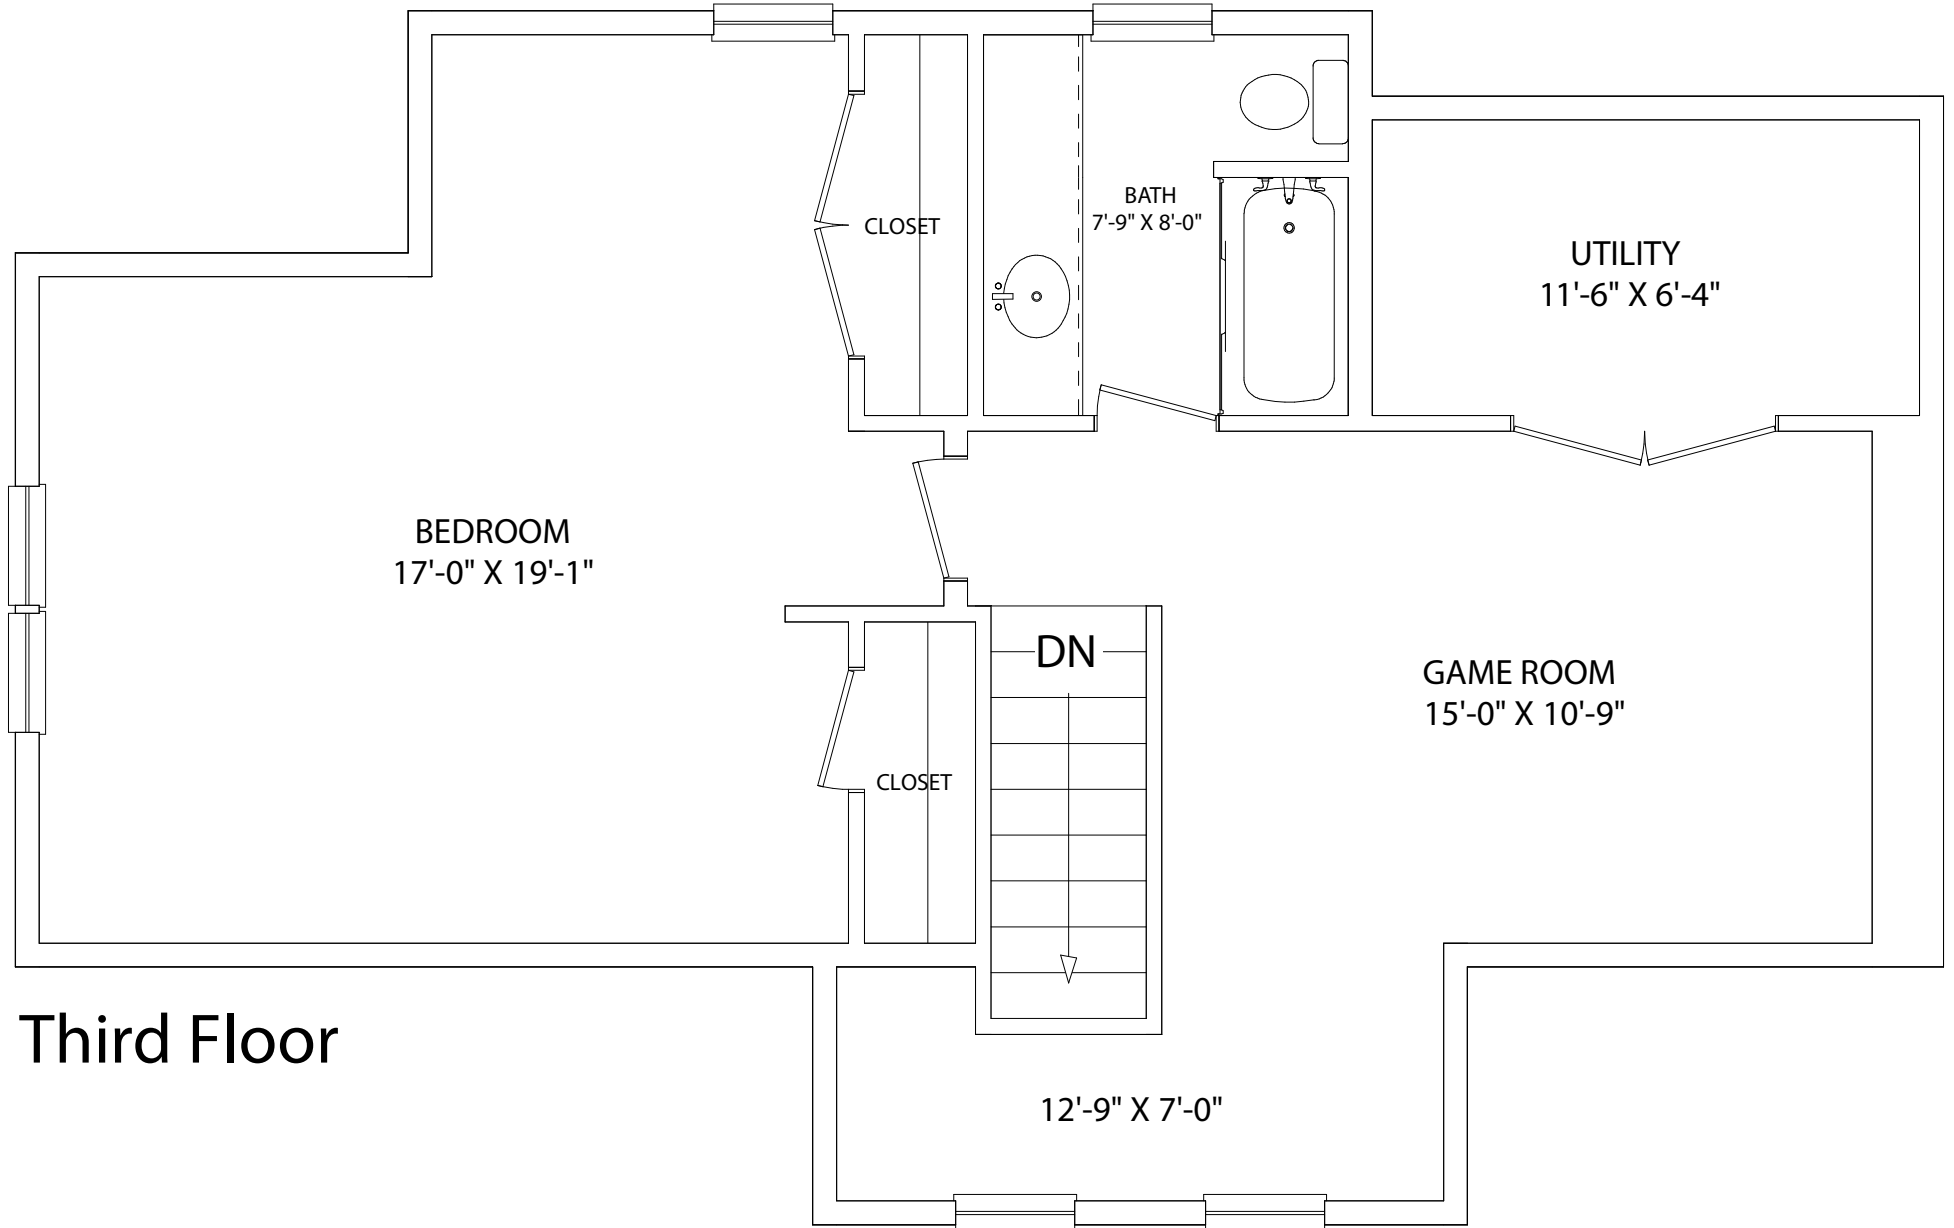 BATH
7'-9" X 8'-0"
CLOSET
UTILITY
11'-6" X 6'-4"
BEDROOM
17'-0" X 19'-1"
DN
GAME ROOM
15'-0" X 10'-9"
CLOSET
Third Floor
12'-9" X 7'-0"